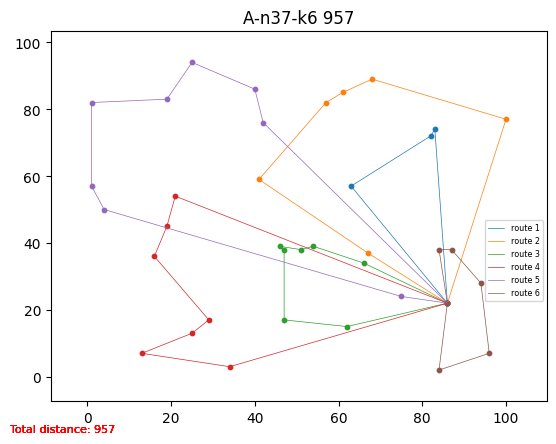 A-n37-k6 957
100
80
60
40
20
0
route 1
route 2
route 3
route 4
route 5
route 6
0 20 40 60 80 100
Total distance: 957